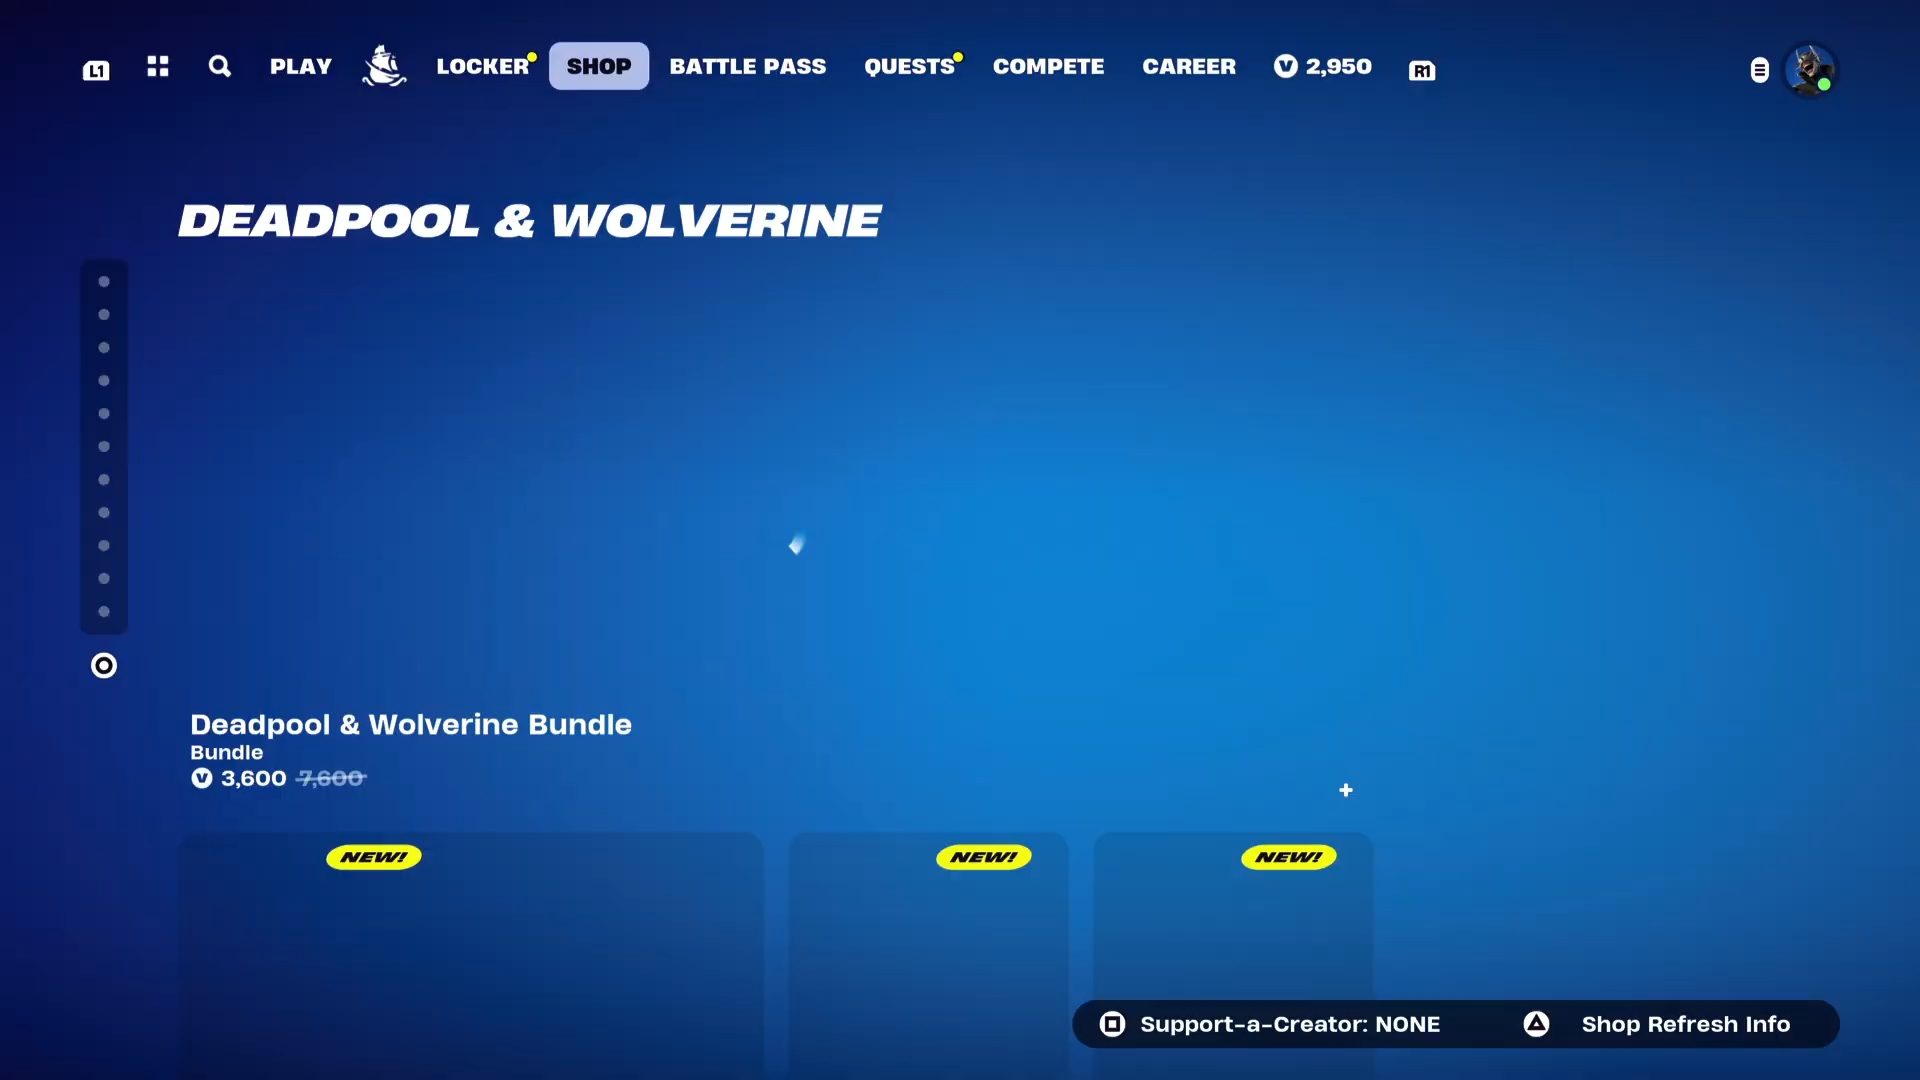 L1 PLAY LOCKER SHOP BATTLE PASS QUESTS COMPETE CAREER V 2,950 R1
DEADPOOL & WOLVERINE
Deadpool & Wolverine Bundle
Bundle
V 3,600 7,600
NEW! NEW! NEW!
Support-a-Creator: NONE Shop Refresh Info